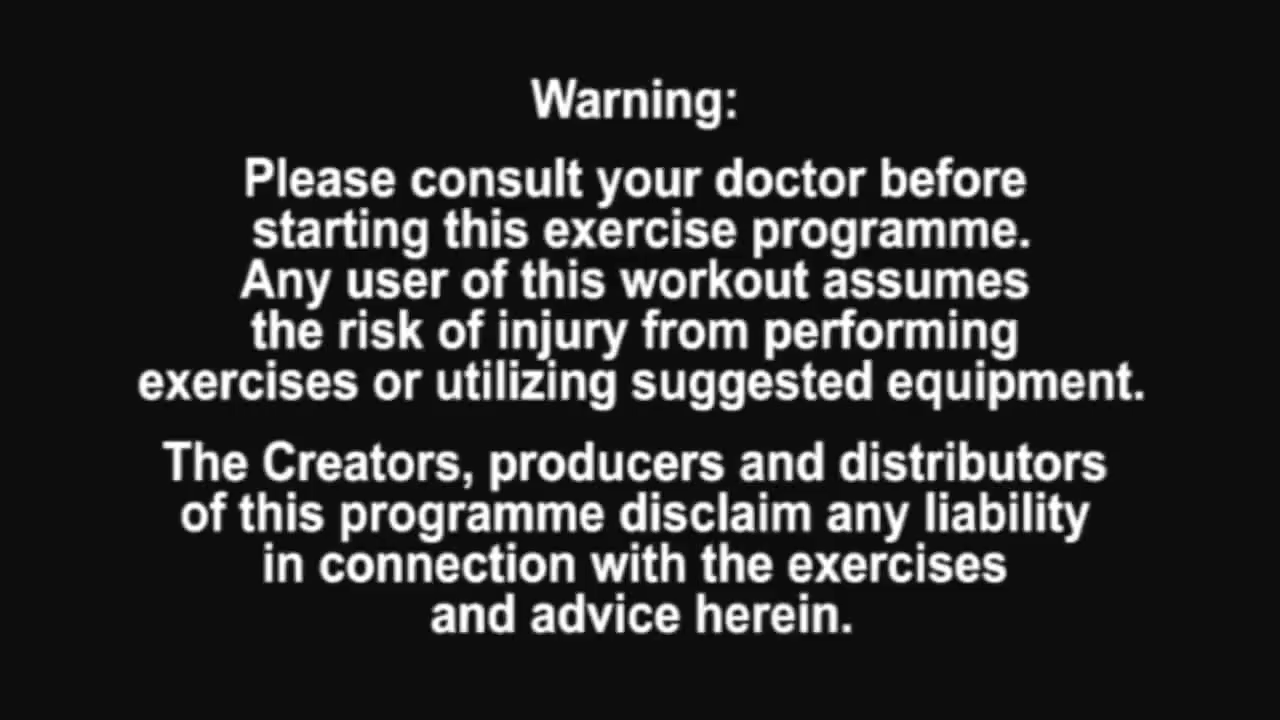 Warning:
Please consult your doctor before
starting this exercise programme.
Any user of this workout assumes
the risk of injury from performing
exercises or utilizing suggested equipment.
The Creators, producers and distributors
of this programme disclaim any liability
in connection with the exercises
and advice herein.